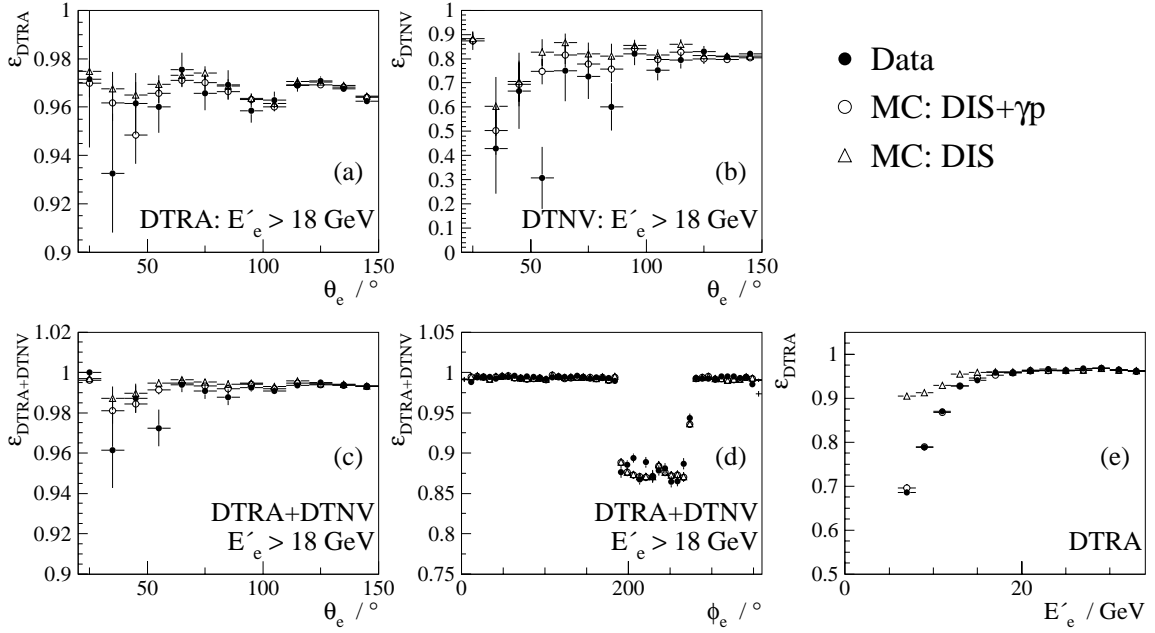 ε_DTRA
1
0.98
0.96
0.94
0.92
0.9
50
100
150
(a)
DTRA: E´_e > 18 GeV
θ_e / °
ε_DTNV
1
0.9
0.8
0.7
0.6
0.5
0.4
0.3
0.2
0.1
0
50
100
150
(b)
DTNV: E´_e > 18 GeV
θ_e / °
Data
MC: DIS+γp
MC: DIS
ε_DTRA+DTNV
1.02
1
0.98
0.96
0.94
0.92
0.9
50
100
150
(c)
DTRA+DTNV
E´_e > 18 GeV
θ_e / °
ε_DTRA+DTNV
1.05
1
0.95
0.9
0.85
0.8
0.75
0
200
(d)
DTRA+DTNV
E´_e > 18 GeV
ϕ_e / °
ε_DTRA
1
0.9
0.8
0.7
0.6
0.5
0
20
(e)
DTRA
E´_e / GeV